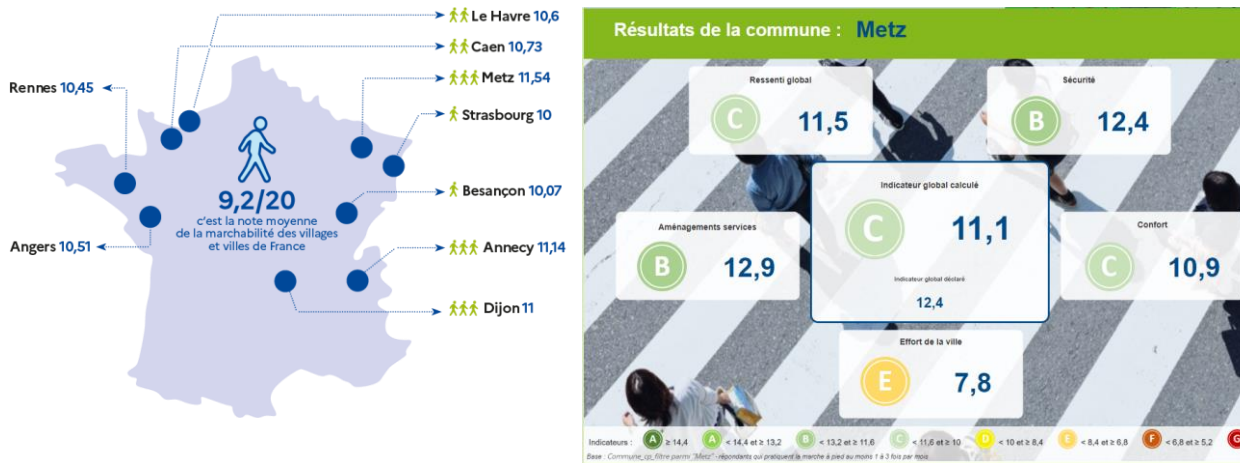 Le Havre 10,6
Caen 10,73
Metz 11,54
Rennes 10,45
Strasbourg 10
9,2/20
c'est la note moyenne
de la marchabilité des villages
et villes de France
Besançon 10,07
Angers 10,51
Annecy 11,14
Dijon 11
Résultats de la commune : Metz
Ressenti global
C 11,5
Sécurité
B 12,4
Aménagements services
B 12,9
Indicateur global calculé
C 11,1
Indicateur global déclaré
12,4
Confort
C 10,9
Effort de la ville
E 7,8
Indicateurs : A ≥ 14,4 A < 14,4 et ≥ 13,2 B < 13,2 et ≥ 11,6 C < 11,6 et ≥ 10 D < 10 et ≥ 8,4 E < 8,4 et ≥ 6,8 F < 6,8 et ≥ 5,2 G
Base : Commune_qp_filtre parmi "Metz" - répondants qui pratiquent la marche à pied au moins 1 à 3 fois par mois